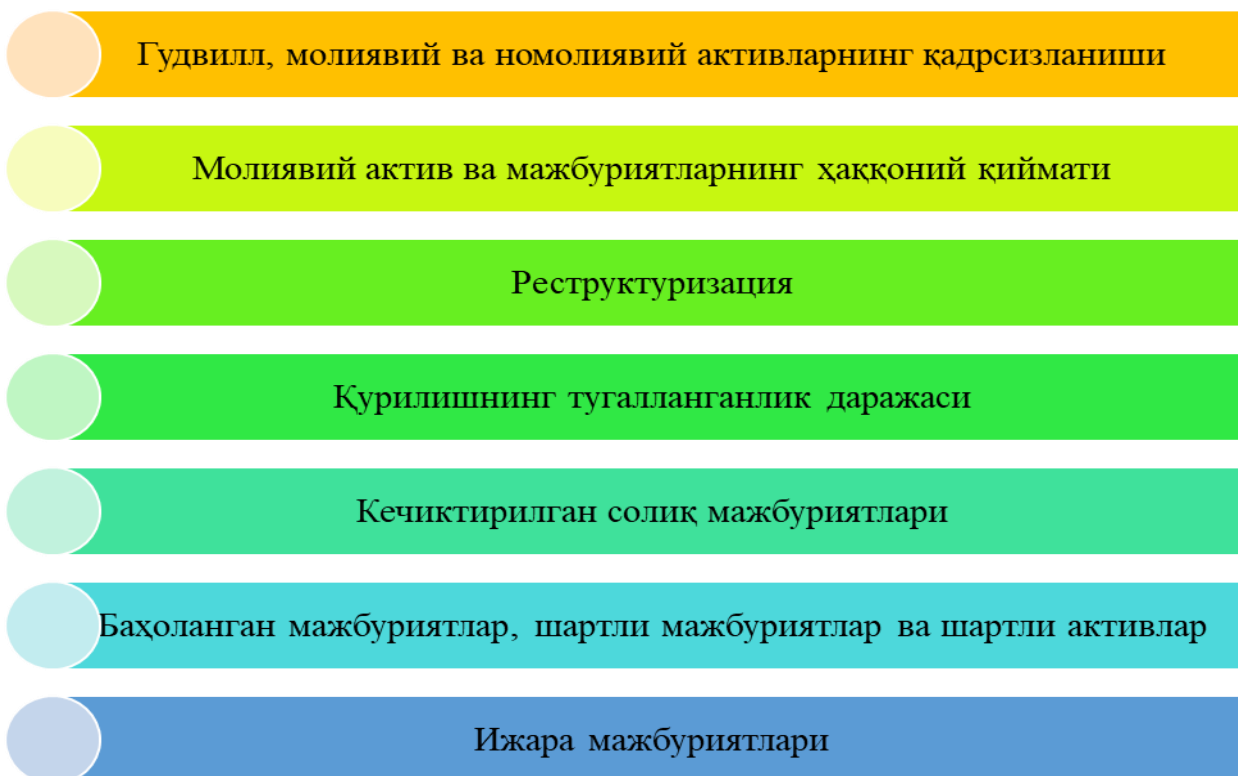 Гудвилл, молиявий ва номолиявий активларнинг қадрсизланиши
Молиявий актив ва мажбуриятларнинг ҳаққоний қиймати
Реструктуризация
Қурилишнинг тугалланганлик даражаси
Кечиктирилган солиқ мажбуриятлари
Баҳоланган мажбуриятлар, шартли мажбуриятлар ва шартли активлар
Ижара мажбуриятлари